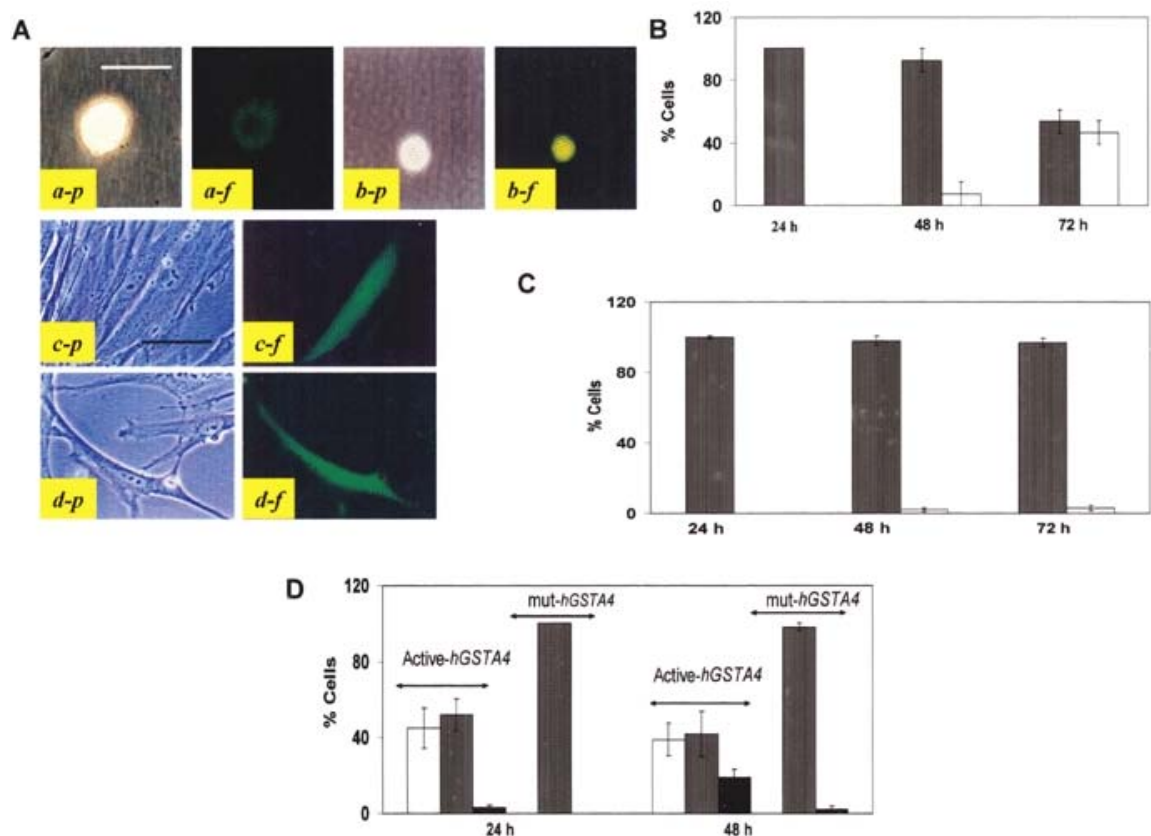 A
a-p
a-f
b-p
b-f
c-p
c-f
d-p
d-f
B
120
80
40
0
% Cells
24 h
48 h
72 h
C
120
80
40
0
% Cells
24 h
48 h
72 h
D
120
80
40
0
% Cells
Active-hGSTA4
mut-hGSTA4
Active-hGSTA4
mut-hGSTA4
24 h
48 h